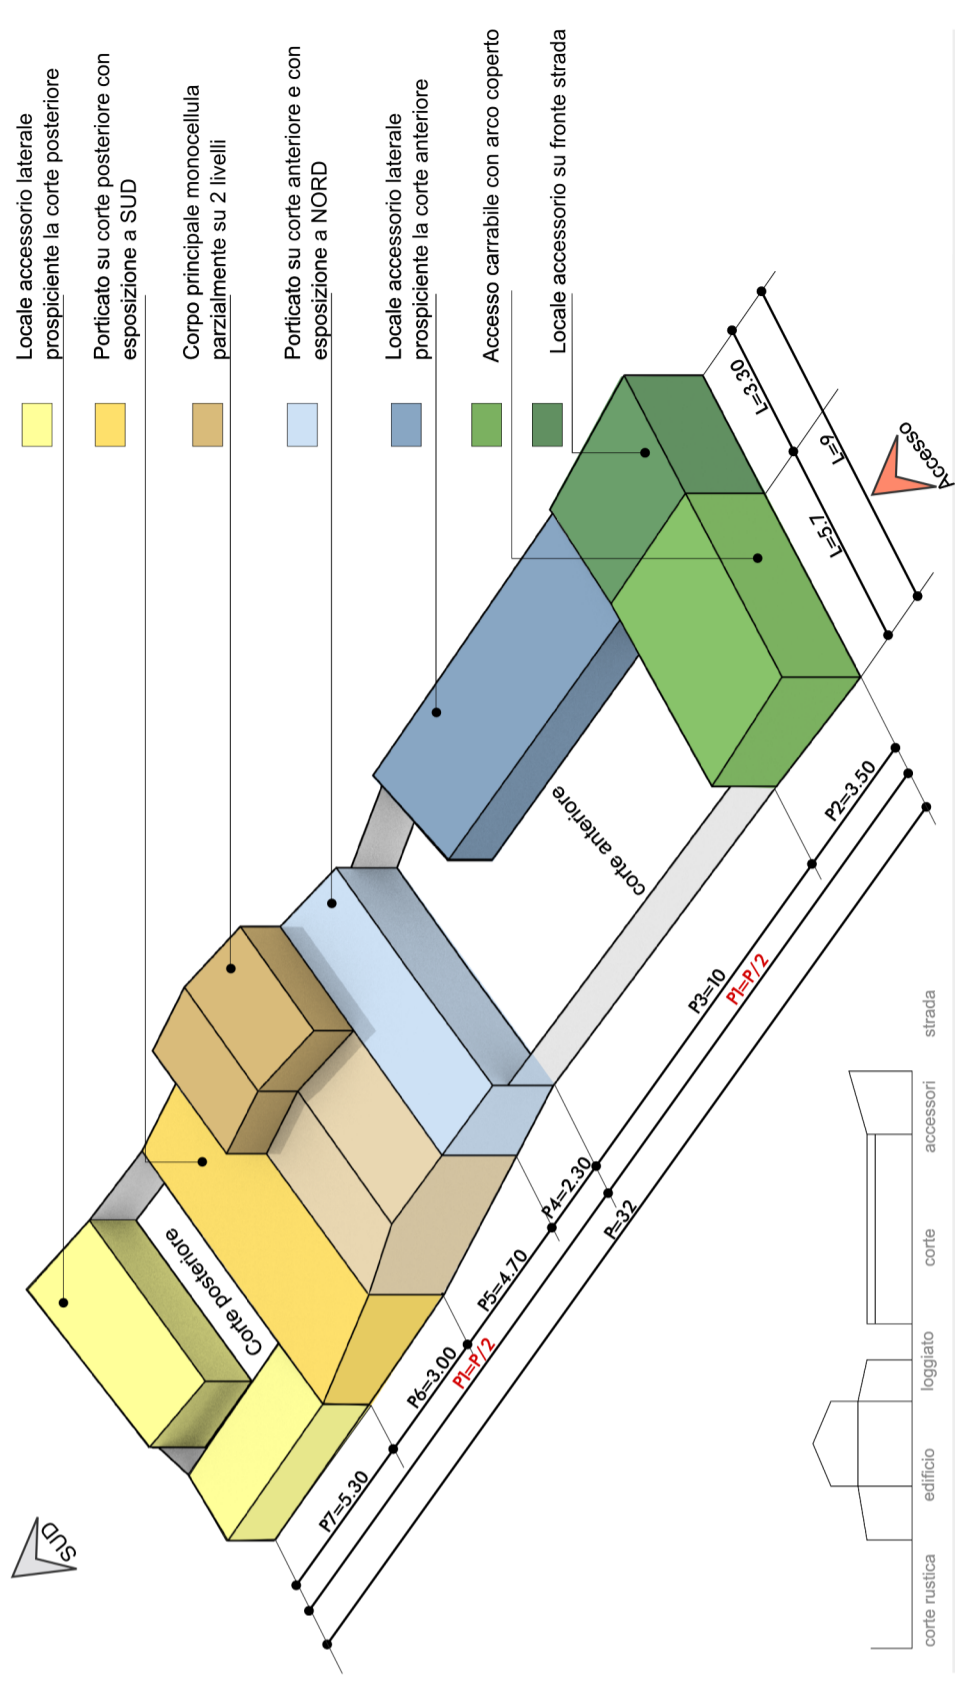 Locale accessorio laterale
prospiciente la corte posteriore
Porticato su corte posteriore con
esposizione a SUD
Corpo principale monocellula
parzialmente su 2 livelli
Porticato su corte anteriore e con
esposizione a NORD
Locale accessorio laterale
prospiciente la corte anteriore
Accesso carrabile con arco coperto
Locale accessorio su fronte strada
SUD
Corte posteriore
corte anteriore
L=3.30
L=5.7
L=9
Accesso
P7=5.30
P6=3.00
P5=4.70
P4=2.30
P3=10
P2=3.50
P1=P/2
P1=P/2
P=32
corte rustica
edificio
loggiato
corte
accessori
strada